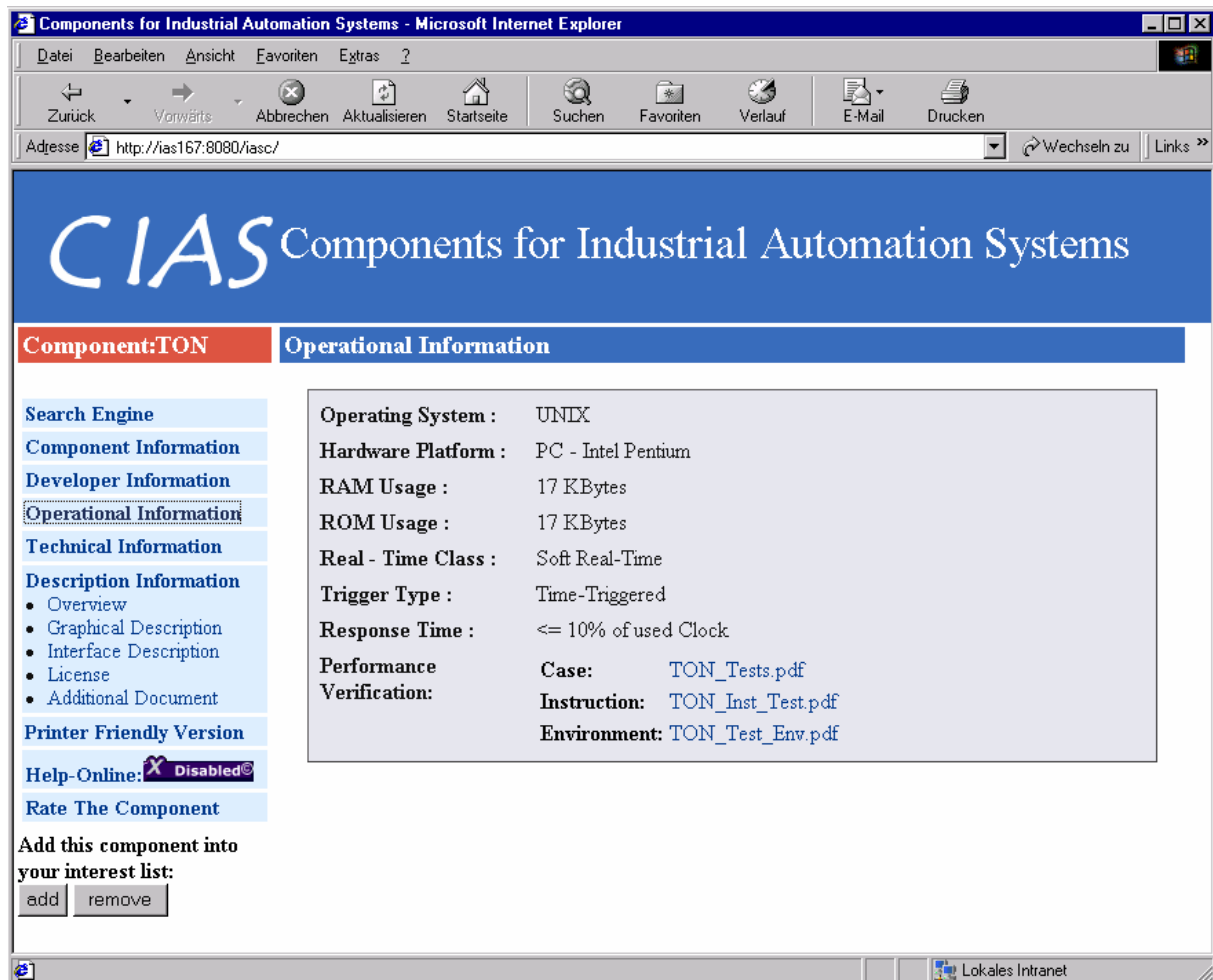 Components for Industrial Automation Systems - Microsoft Internet Explorer
Datei Bearbeiten Ansicht Favoriten Extras ?
Zurück Vorwärts Abbrechen Aktualisieren Startseite Suchen Favoriten Verlauf E-Mail Drucken
Adresse http://ias167:8080/iasc/ Wechseln zu Links »
CIAS Components for Industrial Automation Systems
Component:TON
Operational Information
Search Engine
Component Information
Developer Information
Operational Information
Technical Information
Description Information
• Overview
• Graphical Description
• Interface Description
• License
• Additional Document
Printer Friendly Version
Help-Online: X Disabled©
Rate The Component
Add this component into
your interest list:
add remove
Operating System : UNIX
Hardware Platform : PC - Intel Pentium
RAM Usage : 17 KBytes
ROM Usage : 17 KBytes
Real - Time Class : Soft Real-Time
Trigger Type : Time-Triggered
Response Time : <= 10% of used Clock
Performance
Verification:
Case: TON_Tests.pdf
Instruction: TON_Inst_Test.pdf
Environment: TON_Test_Env.pdf
Lokales Intranet